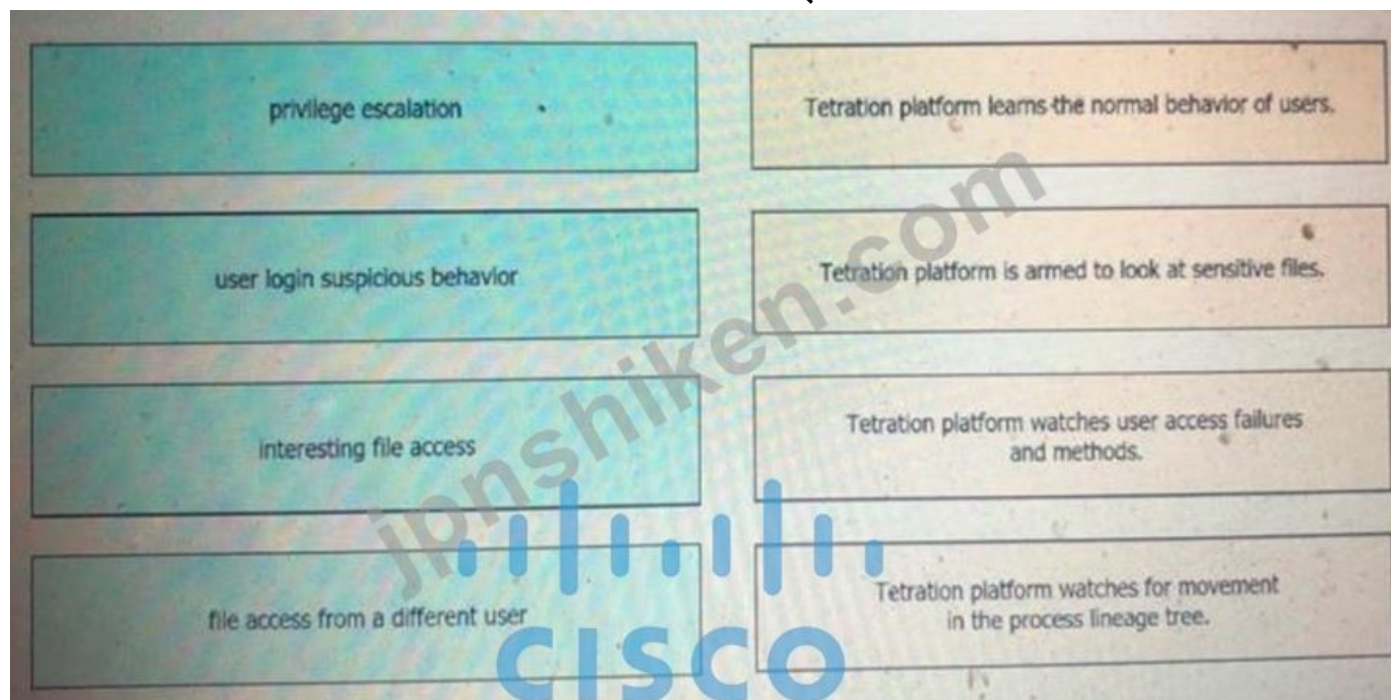 privilege escalation
Tetration platform learns the normal behavior of users.
user login suspicious behavior
Tetration platform is armed to look at sensitive files.
interesting file access
Tetration platform watches user access failures
and methods.
file access from a different user
Tetration platform watches for movement
in the process lineage tree.
jpnshiken.com
CISCO